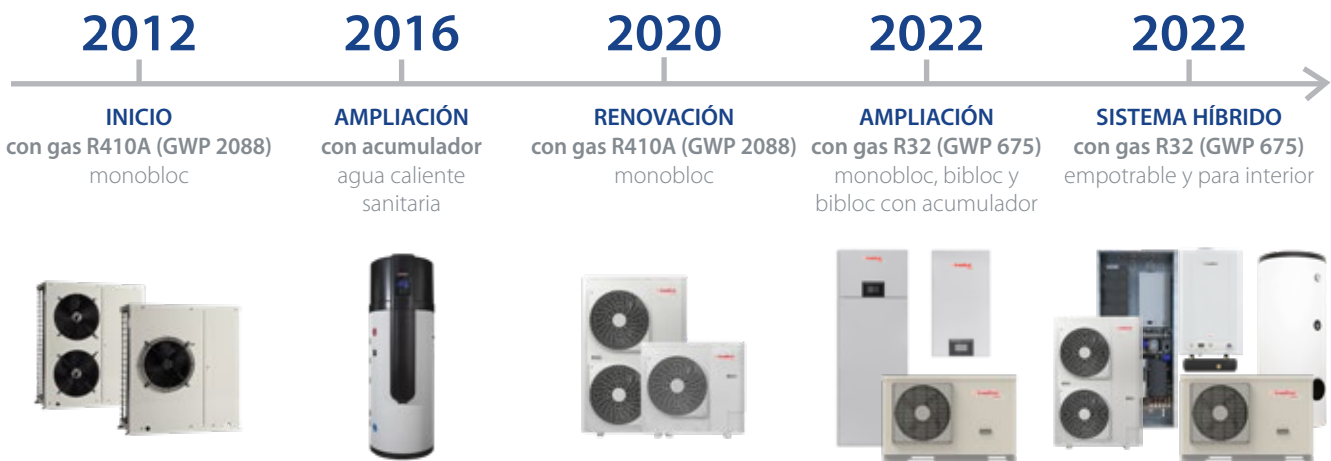 2012
2016
2020
2022
2022
INICIO
con gas R410A (GWP 2088)
monobloc
AMPLIACIÓN
con acumulador
agua caliente
sanitaria
RENOVACIÓN
con gas R410A (GWP 2088)
monobloc
AMPLIACIÓN
con gas R32 (GWP 675)
monobloc, bibloc y
bibloc con acumulador
SISTEMA HÍBRIDO
con gas R32 (GWP 675)
empotrable y para interior